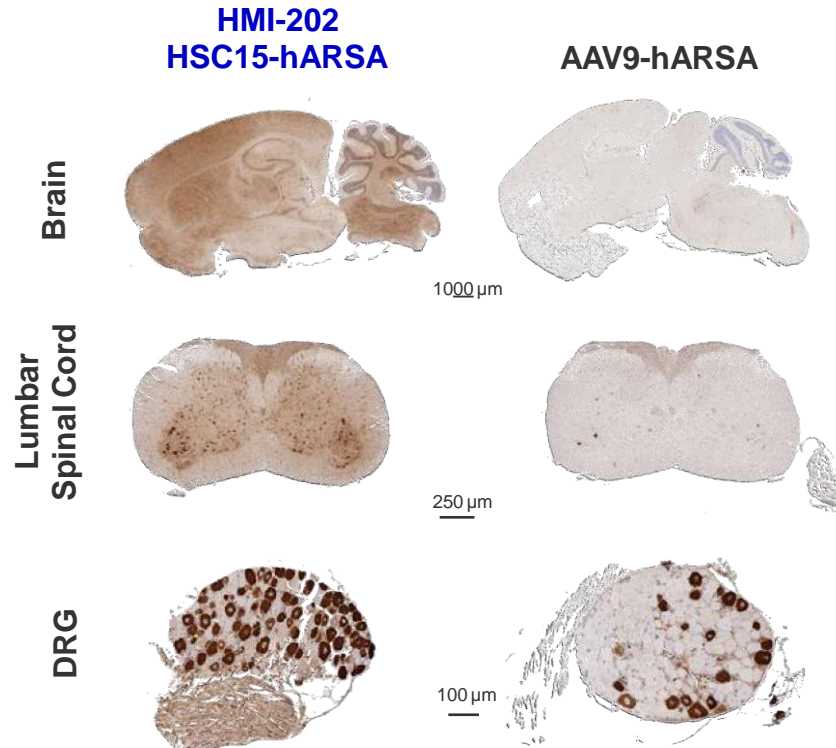 HMI-202
HSC15-hARSA
AAV9-hARSA
Brain
1000 µm
Lumbar
Spinal Cord
250 µm
DRG
100 µm